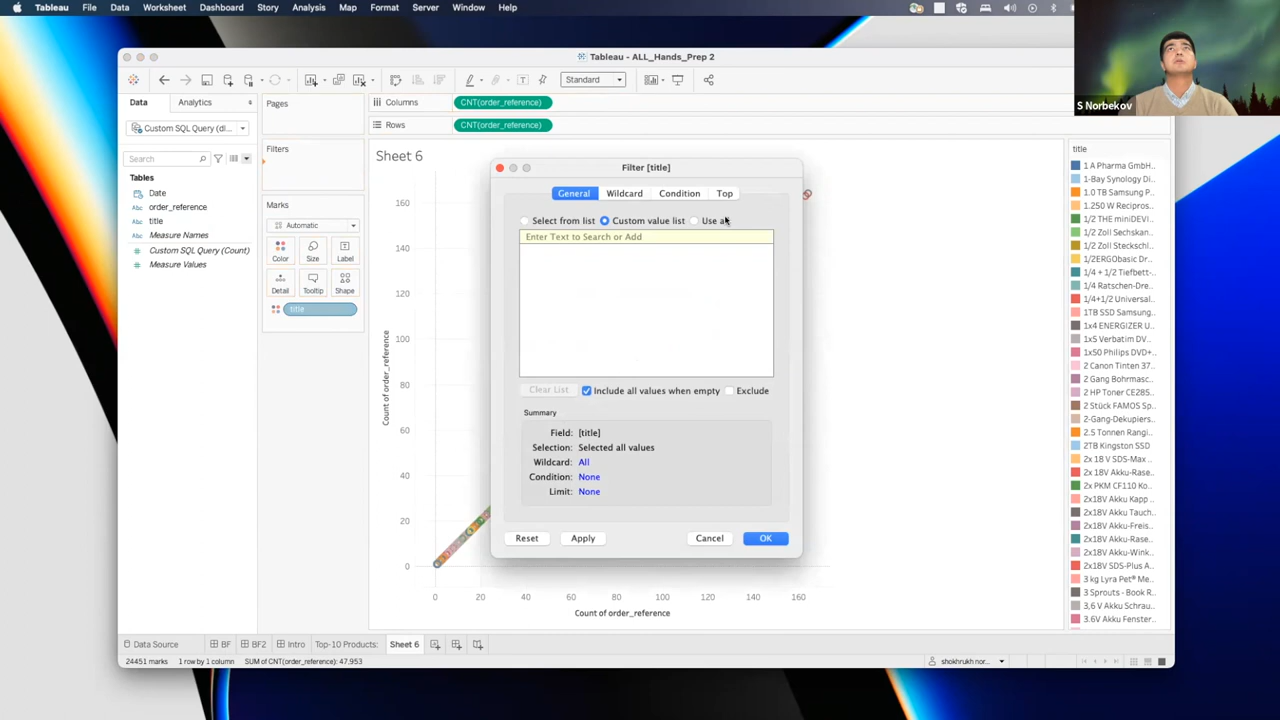 Tableau File Data Worksheet Dashboard Story Analysis Map Format Server Window Help
Tableau - ALL_Hands_Prep 2
Standard
S Norbekov
Data Analytics
Custom SQL Query (dl...
Search
Tables
Date
order_reference
title
Measure Names
Custom SQL Query (Count)
Measure Values
Pages
Filters
Marks
Automatic
Color Size Label
Detail Tooltip Shape
title
Columns CNT(order_reference)
Rows CNT(order_reference)
Sheet 6
160
140
120
100
80
60
40
20
0
Count of order_reference
0 20 40 60 80 100 120 140 160
Count of order_reference
Filter [title]
General Wildcard Condition Top
Select from list Custom value list Use all
Enter Text to Search or Add
Clear List Include all values when empty Exclude
Summary
Field: [title]
Selection: Selected all values
Wildcard: All
Condition: None
Limit: None
Reset Apply Cancel OK
title
1 A Pharma GmbH..
1-Bay Synology Di..
1.0 TB Samsung P..
1.250 W Recipros..
1/2 THE miniDEVI..
1/2 Zoll Sechskan..
1/2 Zoll Steckschl..
1/2ERGObasic Dr..
1/4 + 1/2 Tiefbett-..
1/4 Ratschen-Dre..
1/4+1/2 Universal..
1TB SSD Samsung..
1x4 ENERGIZER U..
1x5 Verbatim DV..
1x50 Philips DVD+..
2 Canon Tinten 37..
2 Gang Bohrmasc..
2 HP Toner CE285..
2 Stück FAMOS Sp..
2-Gang-Dekupiers..
2.5 Tonnen Rangi..
2TB Kingston SSD
2x 18 V SDS-Max ..
2x 18V Akku-Rase..
2x PKM CF110 Ko..
2x18V Akku Kapp ..
2x18V Akku Tauch..
2x18V Akku-Freis..
2x18V Akku-Rase..
2x18V Akku-Wink..
2x18V SDS-Plus A..
3 kg Lyra Pet® Me..
3 Sprouts - Book R..
3,6 V Akku Schrau..
3.6V Akku Fenster..
Data Source BF BF2 Intro Top-10 Products: Sheet 6
24451 marks 1 row by 1 column SUM of CNT(order_reference): 47.953
shokhrukh nor...